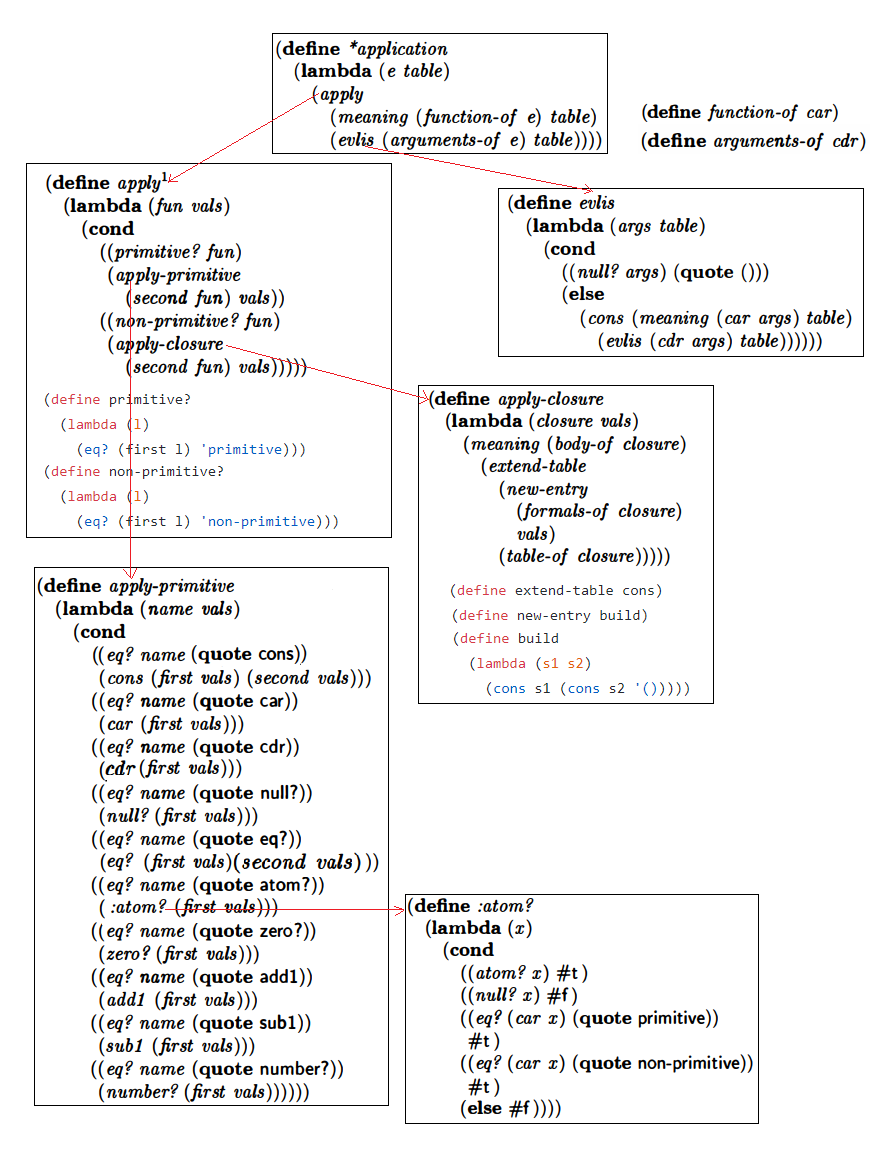 (define *application
(lambda (e table)
(apply
(meaning (function-of e) table)
(evlis (arguments-of e) table))))
(define function-of car)
(define arguments-of cdr)
(define apply¹
(lambda (fun vals)
(cond
((primitive? fun)
(apply-primitive
(second fun) vals))
((non-primitive? fun)
(apply-closure
(second fun) vals)))))
(define primitive?
(lambda (l)
(eq? (first l) 'primitive)))
(define non-primitive?
(lambda (l)
(eq? (first l) 'non-primitive)))
(define evlis
(lambda (args table)
(cond
((null? args) (quote ()))
(else
(cons (meaning (car args) table)
(evlis (cdr args) table))))))
(define apply-closure
(lambda (closure vals)
(meaning (body-of closure)
(extend-table
(new-entry
(formals-of closure)
vals)
(table-of closure)))))
(define extend-table cons)
(define new-entry build)
(define build
(lambda (s1 s2)
(cons s1 (cons s2 '()))))
(define apply-primitive
(lambda (name vals)
(cond
((eq? name (quote cons))
(cons (first vals) (second vals)))
((eq? name (quote car))
(car (first vals)))
((eq? name (quote cdr))
(cdr (first vals)))
((eq? name (quote null?))
(null? (first vals)))
((eq? name (quote eq?))
(eq? (first vals)(second vals)))
((eq? name (quote atom?))
( :atom? (first vals)))
((eq? name (quote zero?))
(zero? (first vals)))
((eq? name (quote add1))
(add1 (first vals)))
((eq? name (quote sub1))
(sub1 (first vals)))
((eq? name (quote number?))
(number? (first vals))))))
(define :atom?
(lambda (x)
(cond
((atom? x) #t )
((null? x) #f )
((eq? (car x) (quote primitive))
#t )
((eq? (car x) (quote non-primitive))
#t )
(else #f ))))